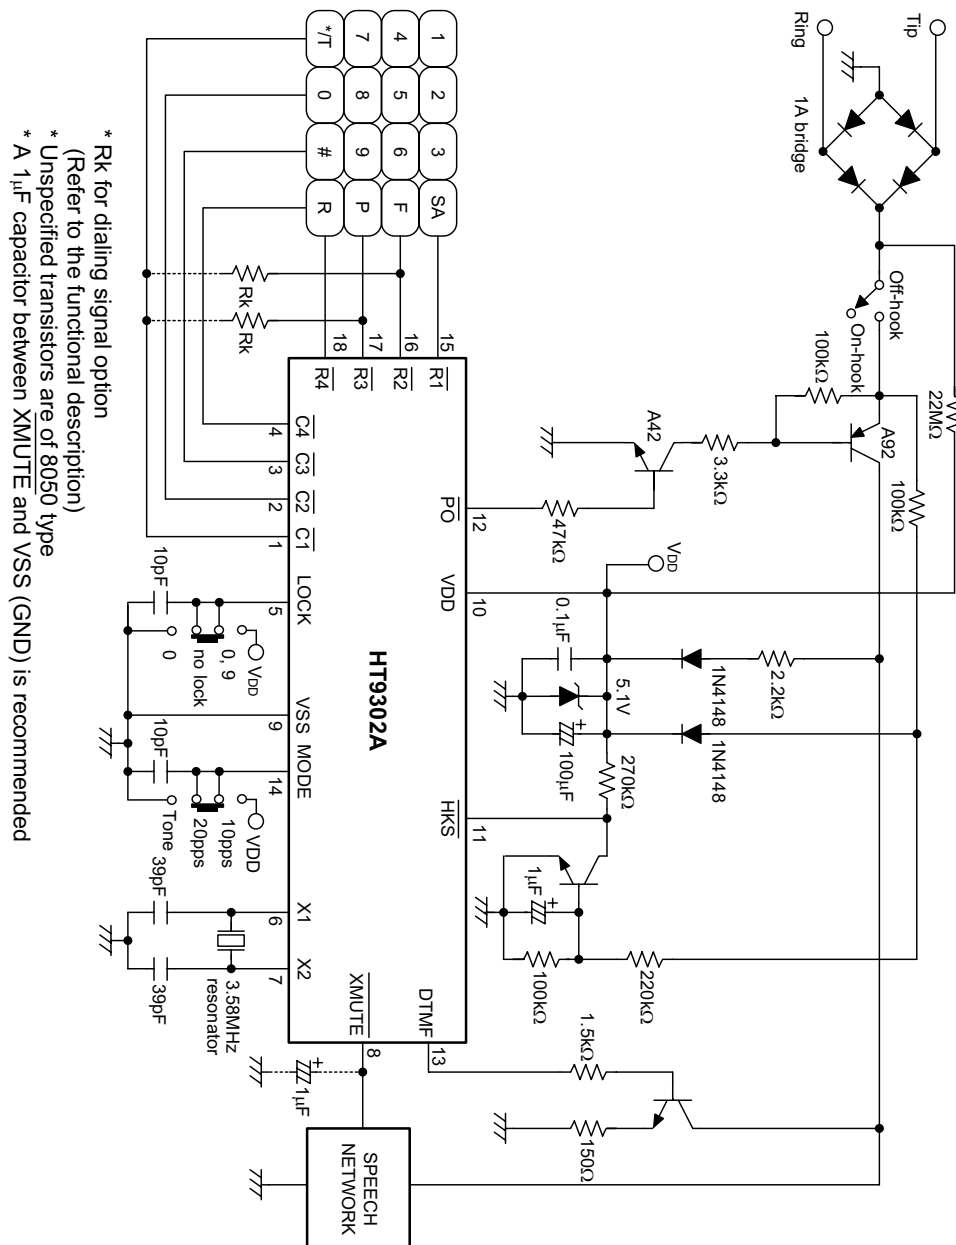 Tip
Ring
1A bridge
Off-hook
On-hook
22MΩ
100kΩ
A92
100kΩ
3.3kΩ
A42
47kΩ
VDD
2.2kΩ
1N4148
1N4148
0.1µF
5.1V
100µF
270kΩ
1µF
100kΩ
220kΩ
1.5kΩ
150Ω
1 2 3 SA
4 5 6 F
7 8 9 P
*/T 0 # R
Rk
Rk
15 16 17 18
R1 R2 R3 R4
12 10 11 13
PO VDD HKS DTMF
HT9302A
C4 C3 C2 C1 LOCK VSS MODE X1 X2 XMUTE
4 3 2 1 5 9 14 6 7 8
10pF
VDD
0, 9
no lock
0
10pF
VDD
10pps
20pps
Tone
39pF
39pF
3.58MHz
resonator
1µF
SPEECH
NETWORK
* Rk for dialing signal option
(Refer to the functional description)
* Unspecified transistors are of 8050 type
* A 1µF capacitor between XMUTE and VSS (GND) is recommended